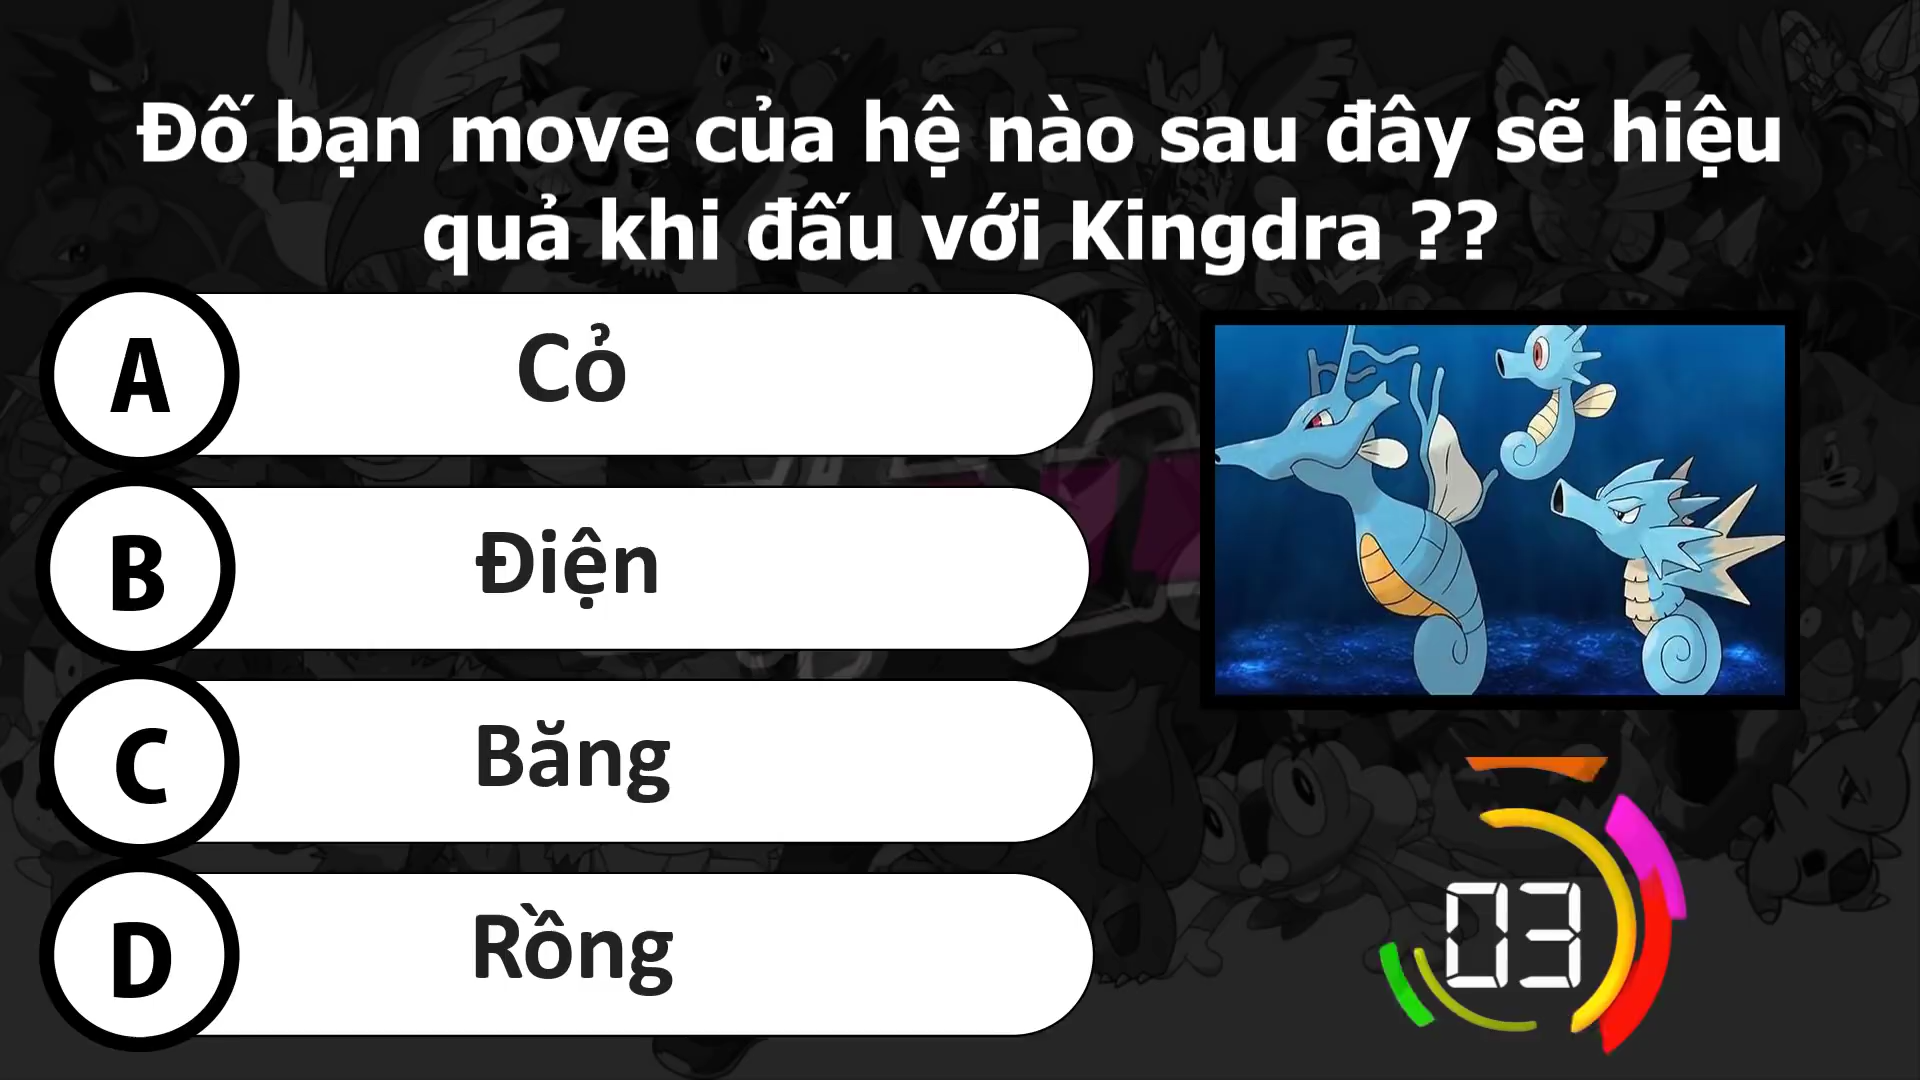 Đố bạn move của hệ nào sau đây sẽ hiệu
quả khi đấu với Kingdra ??
A Cỏ
B Điện
C Băng
D Rồng
03